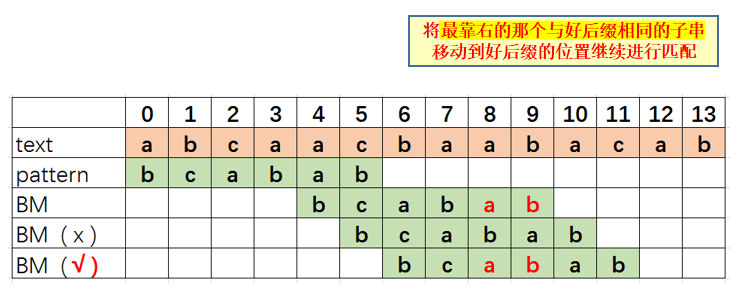 将最靠右的那个与好后缀相同的子串
移动到好后缀的位置继续进行匹配
0 1 2 3 4 5 6 7 8 9 10 11 12 13
text a b c a a c b a a b a c a b
pattern b c a b a b
BM b c a b a b
BM（x） b c a b a b
BM（√） b c a b a b